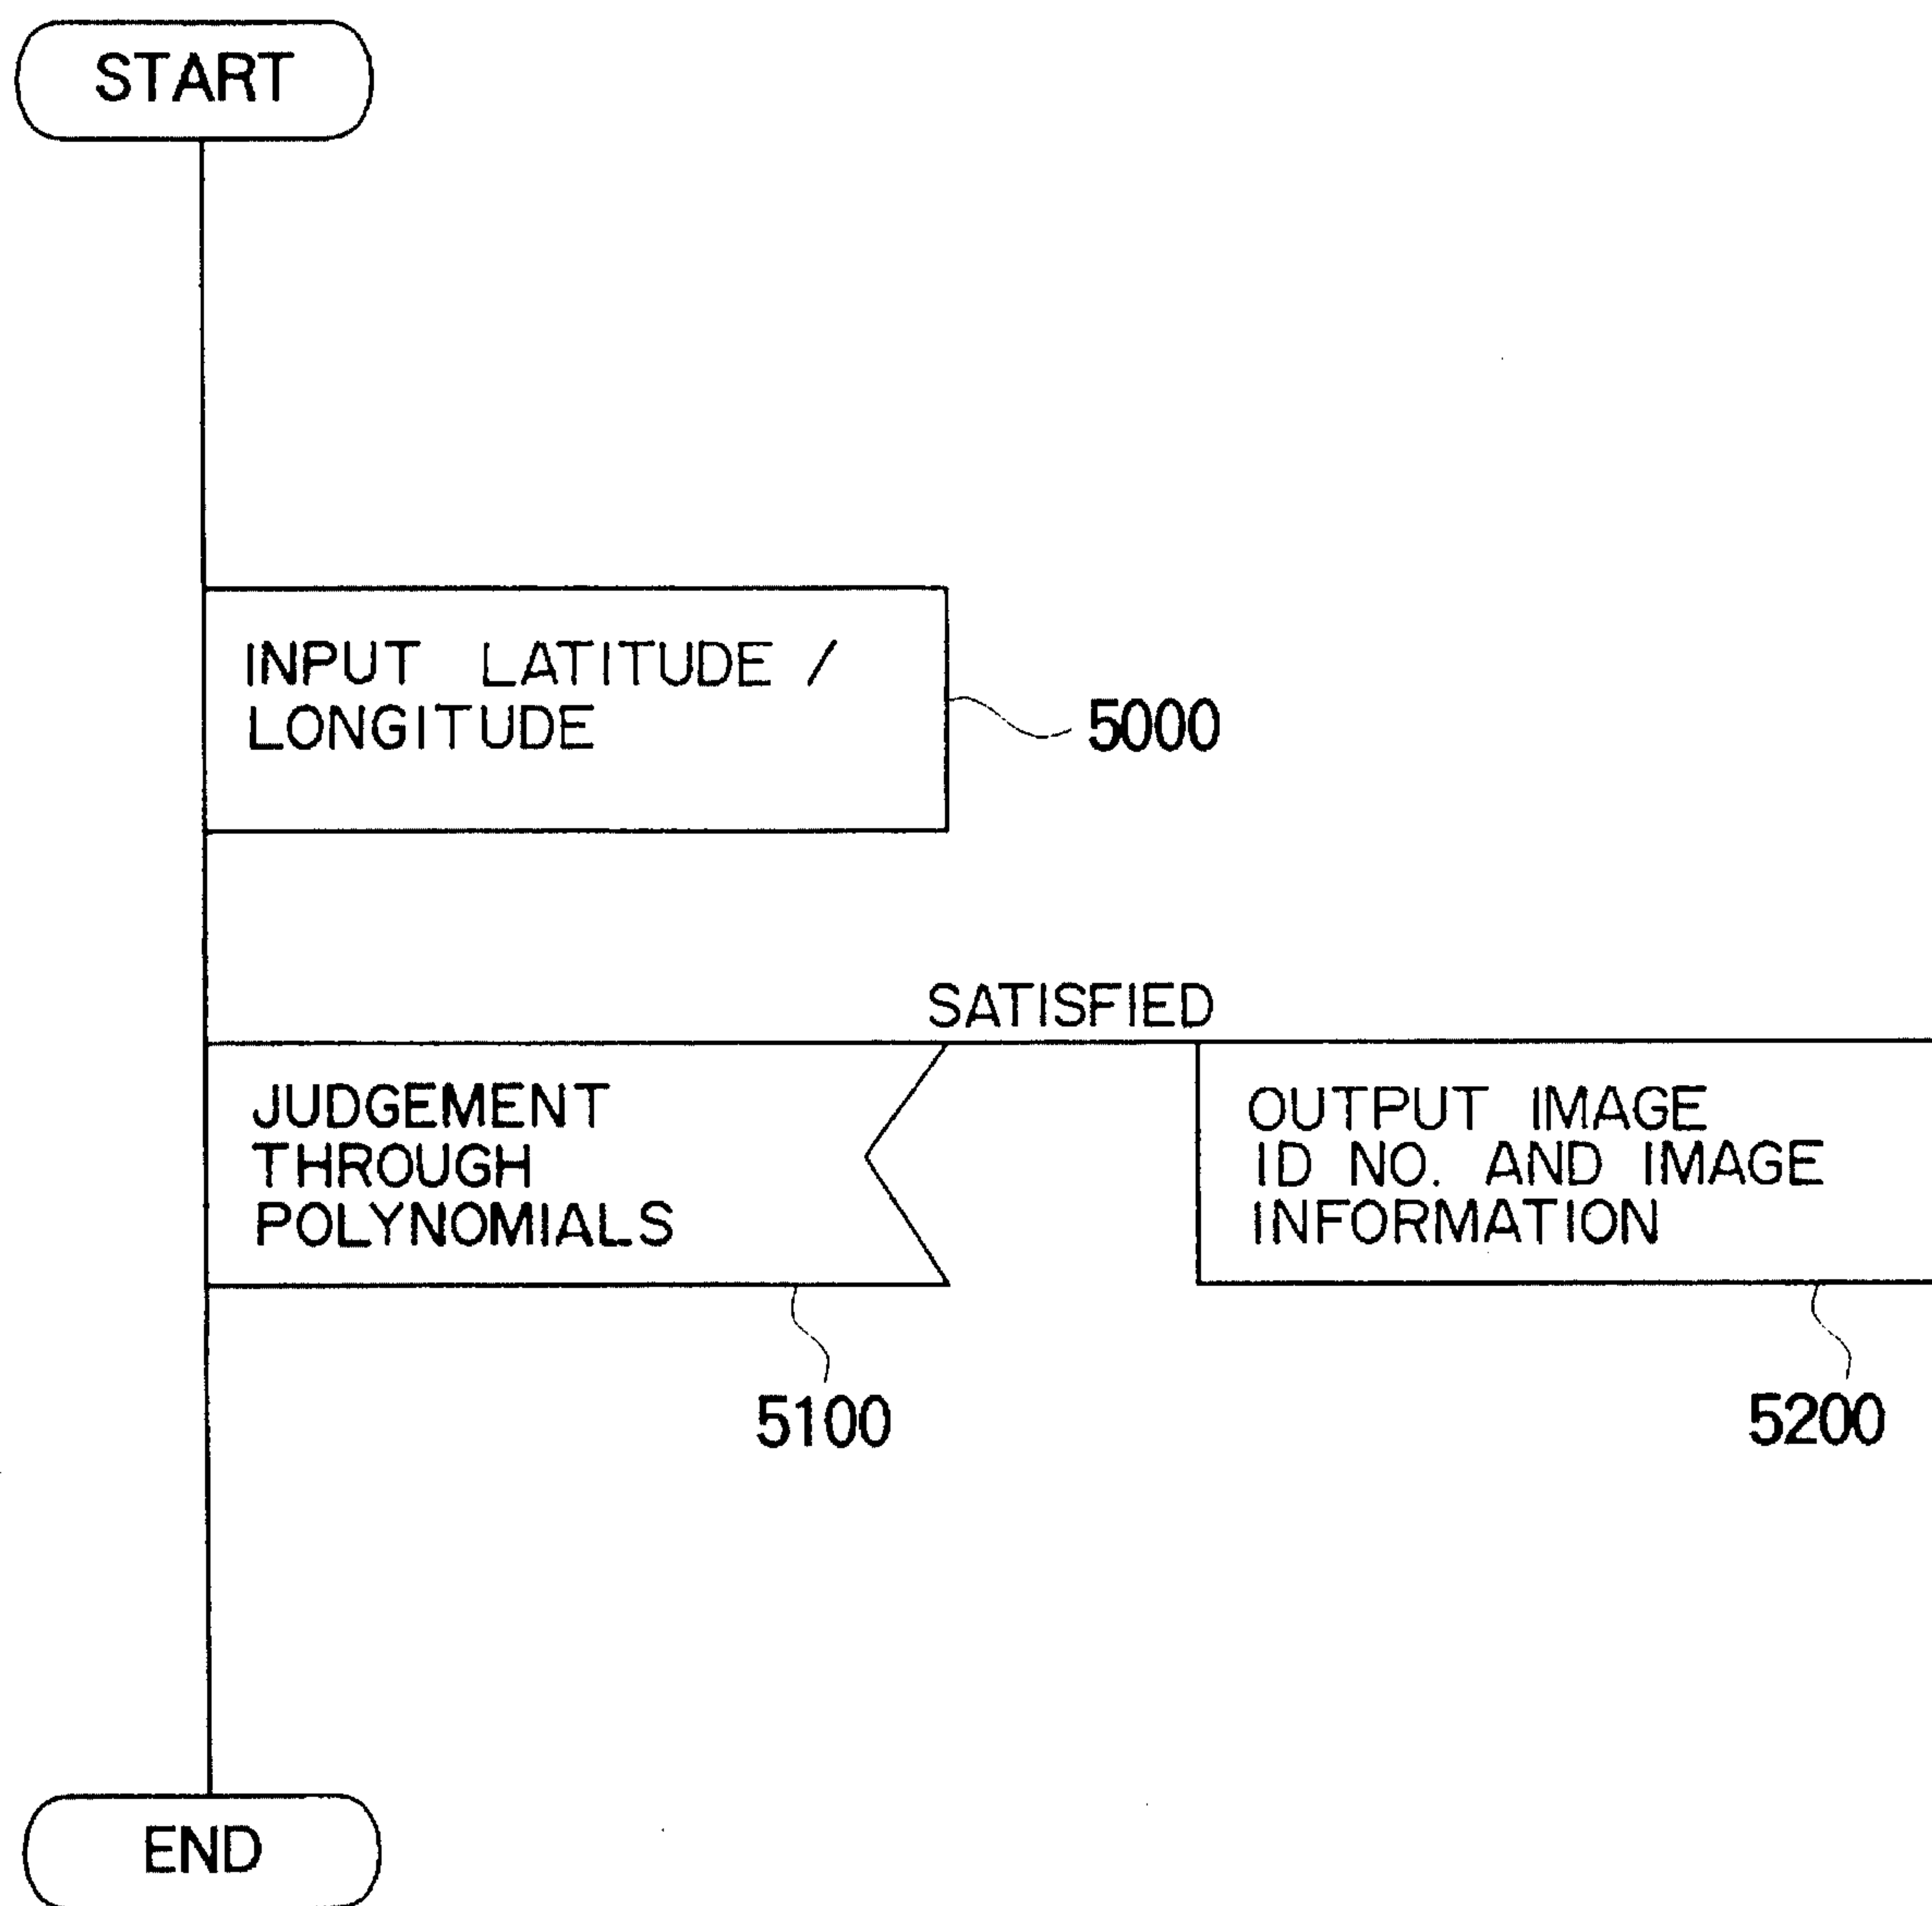 START
INPUT LATITUDE /
LONGITUDE
5000
SATISFIED
JUDGEMENT
THROUGH
POLYNOMIALS
OUTPUT IMAGE
ID NO. AND IMAGE
INFORMATION
5100
5200
END